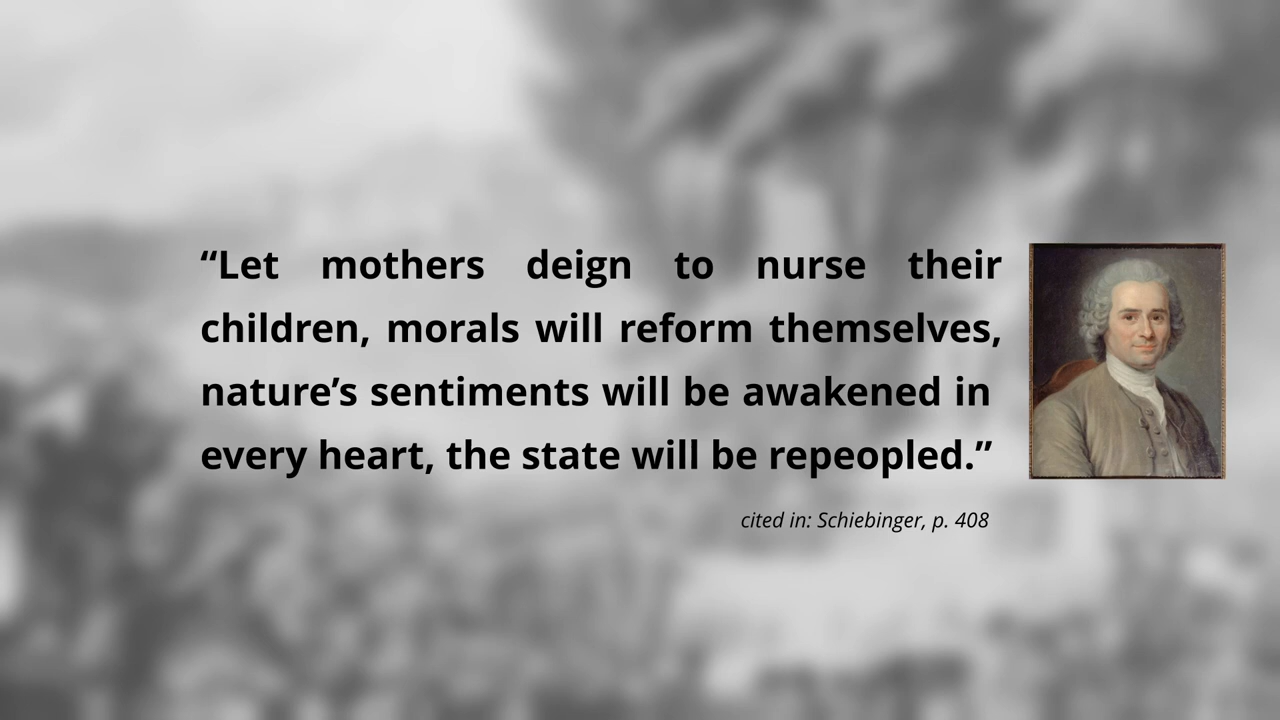 “Let mothers deign to nurse their
children, morals will reform themselves,
nature’s sentiments will be awakened in
every heart, the state will be repeopled.”
cited in: Schiebinger, p. 408